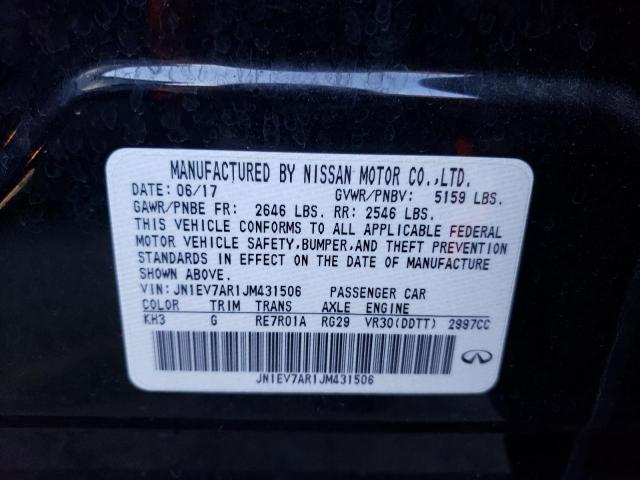 MANUFACTURED BY NISSAN MOTOR CO.,LTD.
DATE: 06/17 GVWR/PNBV: 5159 LBS.
GAWR/PNBE FR: 2646 LBS. RR: 2546 LBS.
THIS VEHICLE CONFORMS TO ALL APPLICABLE FEDERAL
MOTOR VEHICLE SAFETY,BUMPER,AND THEFT PREVENTION
STANDARDS IN EFFECT ON THE DATE OF MANUFACTURE
SHOWN ABOVE.
VIN: JN1EV7AR1JM431506 PASSENGER CAR
COLOR TRIM TRANS AXLE ENGINE
KH3 G RE7R01A RG29 VR30(DDTT) 2997CC
JN1EV7AR1JM431506